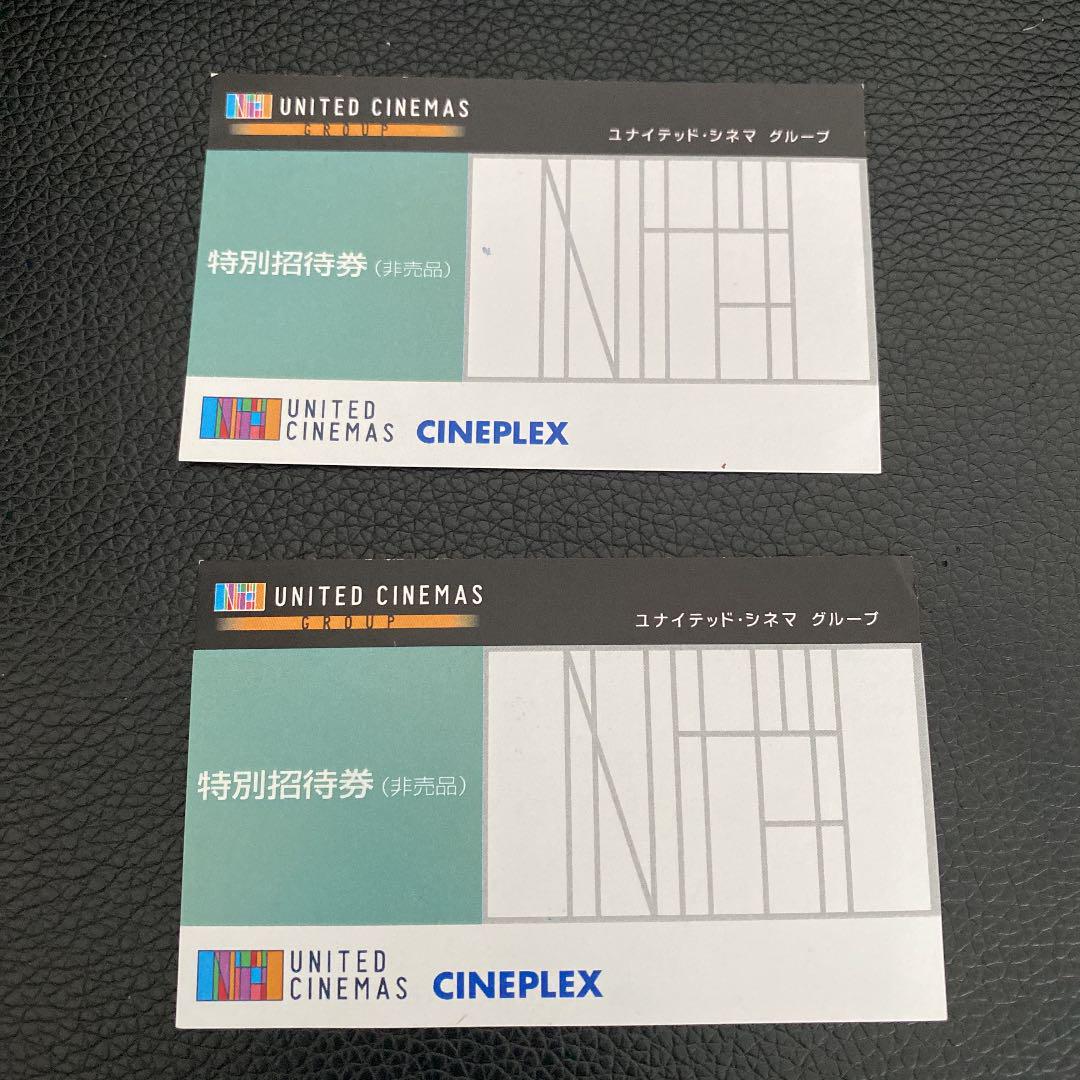 UNITED CINEMAS
GROUP
ユナイテッド・シネマ グループ
特別招待券(非売品)
UNITED
CINEMAS
CINEPLEX
UNITED CINEMAS
GROUP
ユナイテッド・シネマ グループ
特別招待券(非売品)
UNITED
CINEMAS
CINEPLEX